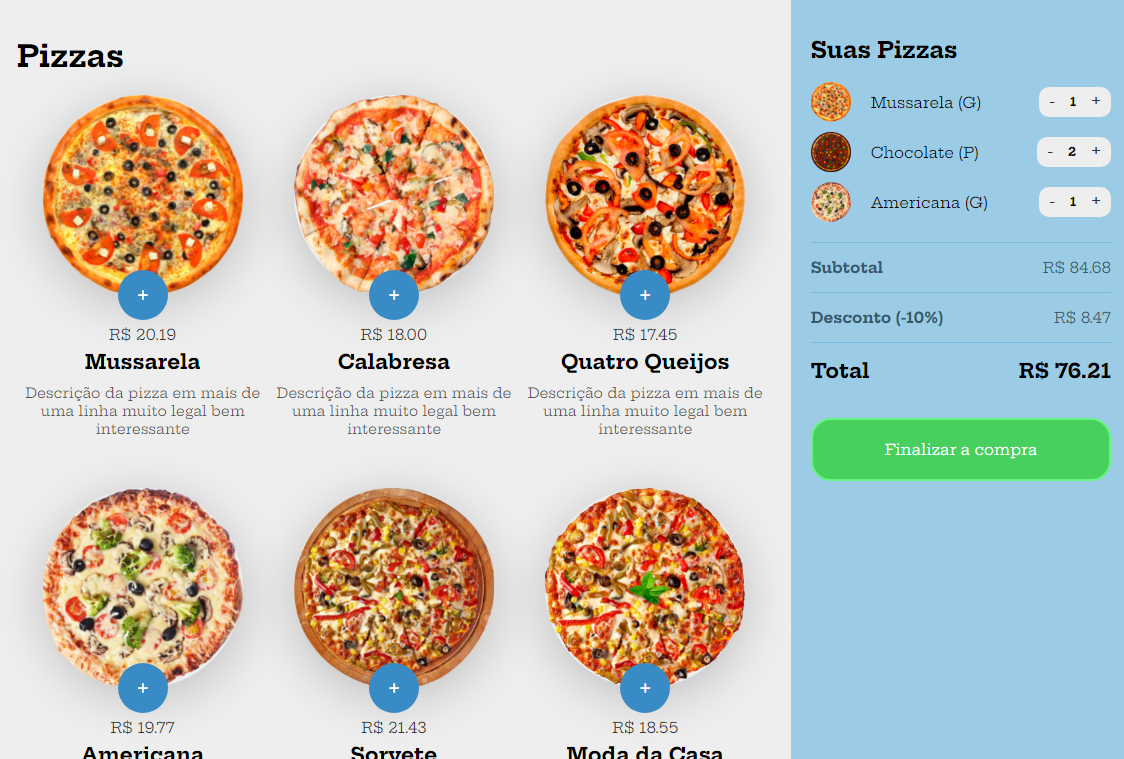 Pizzas
+
+
+
R$ 20.19
R$ 18.00
R$ 17.45
Mussarela
Calabresa
Quatro Queijos
Descrição da pizza em mais de
uma linha muito legal bem
interessante
Descrição da pizza em mais de
uma linha muito legal bem
interessante
Descrição da pizza em mais de
uma linha muito legal bem
interessante
+
+
+
R$ 19.77
R$ 21.43
R$ 18.55
Americana
Sorvete
Moda da Casa
Suas Pizzas
Mussarela (G) - 1 +
Chocolate (P) - 2 +
Americana (G) - 1 +
Subtotal R$ 84.68
Desconto (-10%) R$ 8.47
Total R$ 76.21
Finalizar a compra